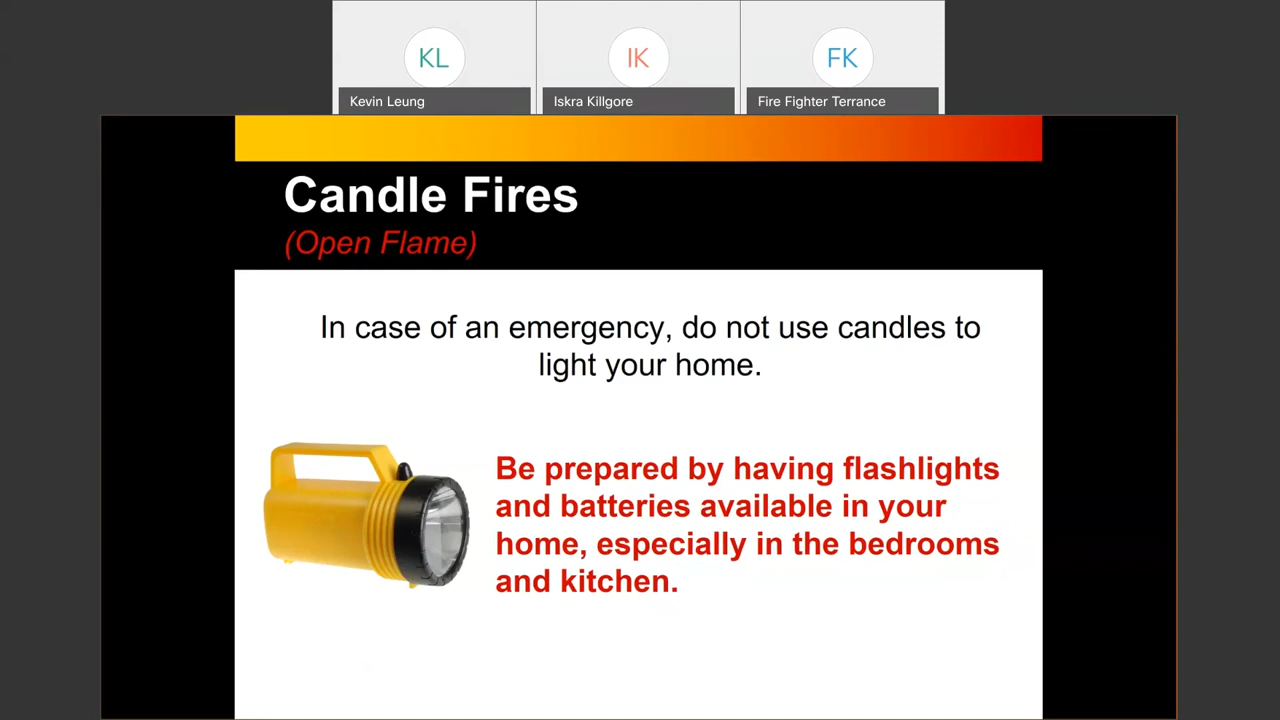 KL
IK
FK
Kevin Leung
Iskra Killgore
Fire Fighter Terrance
Candle Fires
(Open Flame)
In case of an emergency, do not use candles to
light your home.
Be prepared by having flashlights
and batteries available in your
home, especially in the bedrooms
and kitchen.